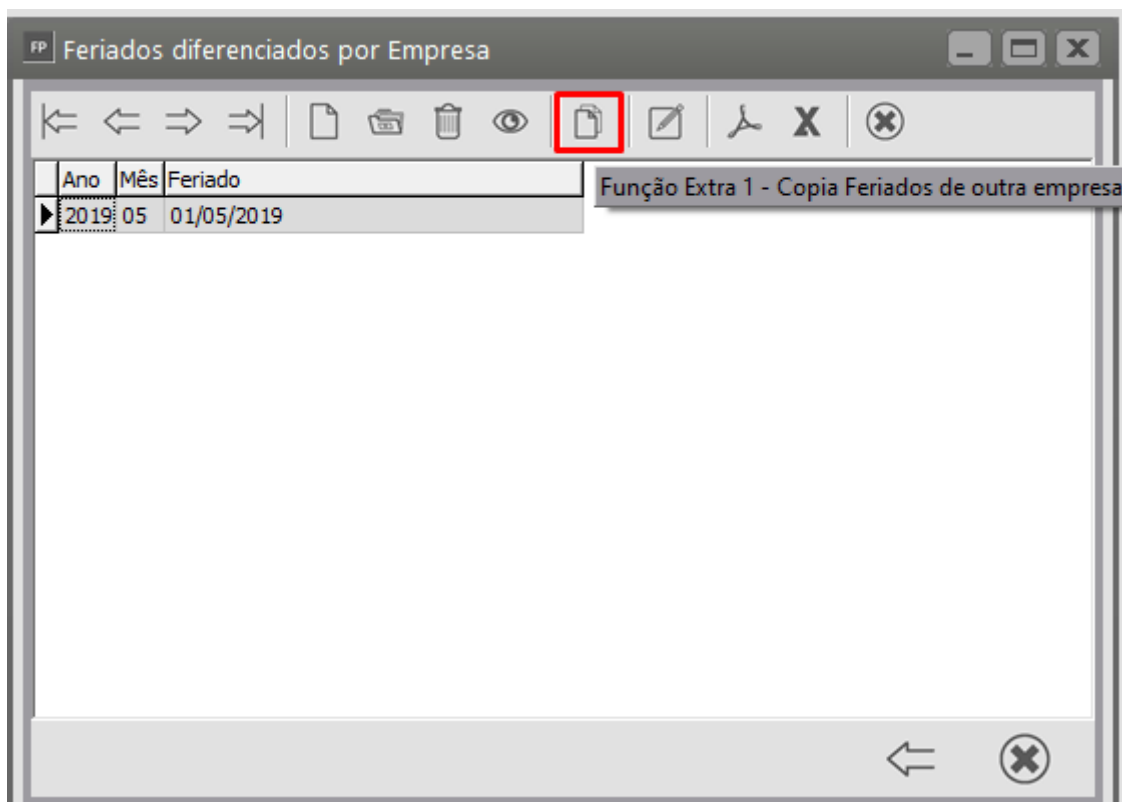 FP Feriados diferenciados por Empresa
Função Extra 1 - Copia Feriados de outra empresa
Ano Mês Feriado
2019 05 01/05/2019